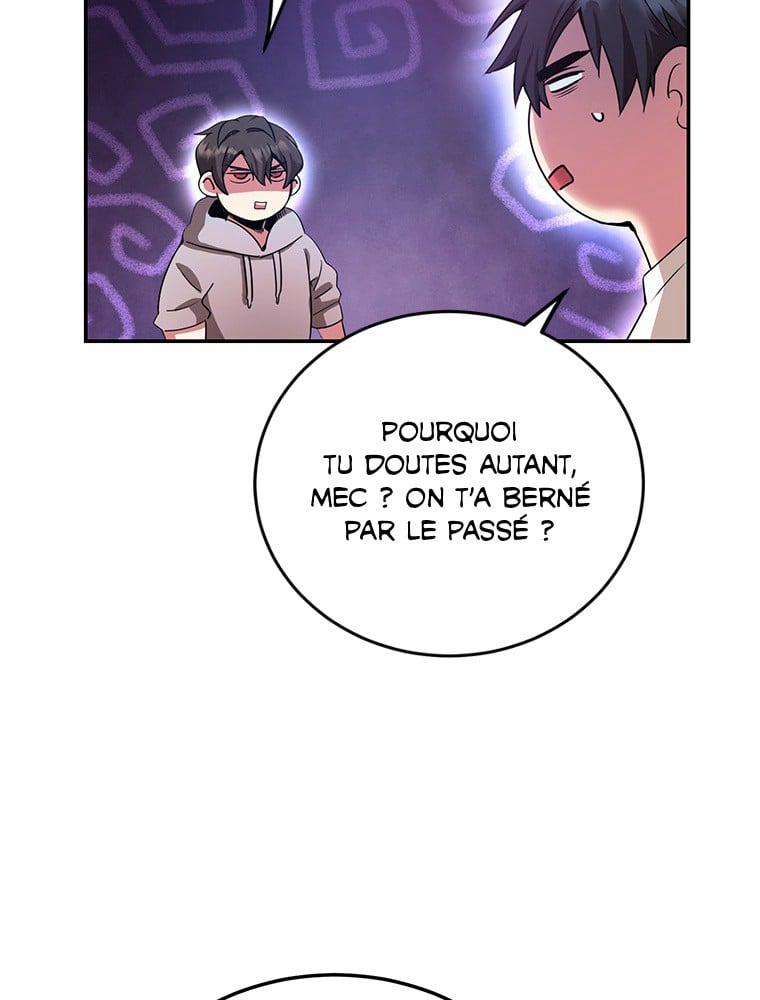 POURQUOI
TU DOUTES AUTANT,
MEC ? ON T'A BERNÉ
PAR LE PASSÉ ?